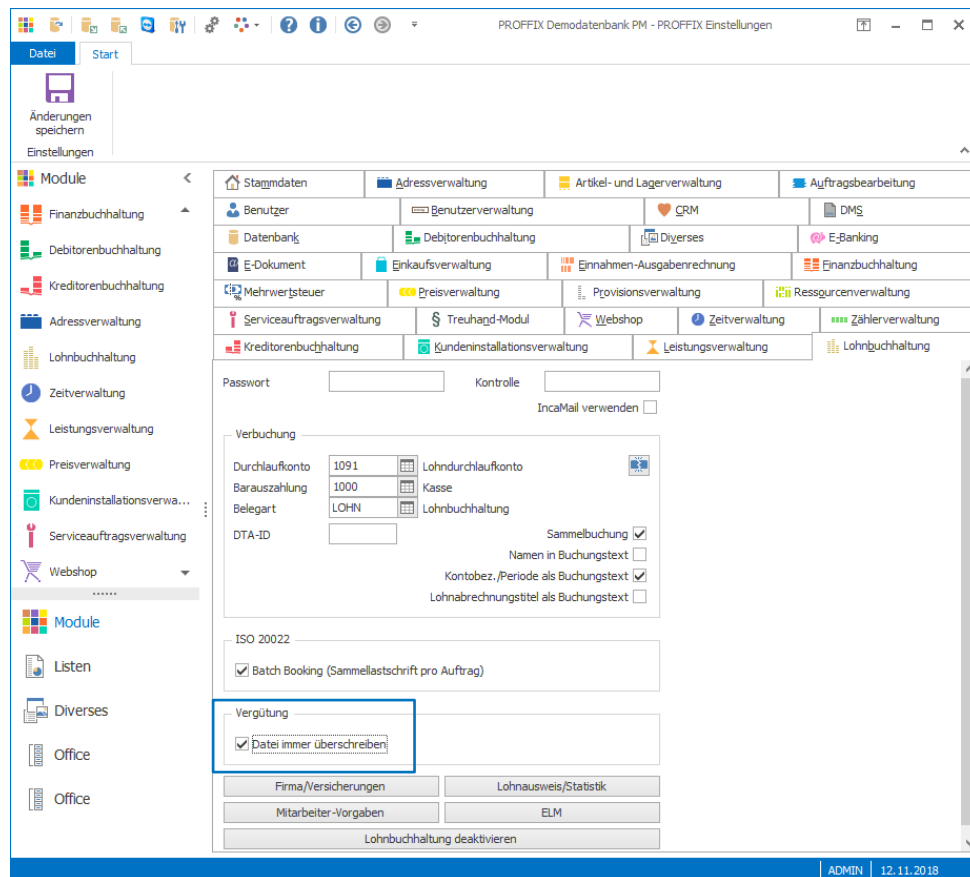 PROFFIX Demodatenbank PM - PROFFIX Einstellungen
Datei Start
Änderungen
speichern
Einstellungen
Module
Finanzbuchhaltung
Debitorenbuchhaltung
Kreditorenbuchhaltung
Adressverwaltung
Lohnbuchhaltung
Zeitverwaltung
Leistungsverwaltung
Preisverwaltung
Kundeninstallationsverwa...
Serviceauftragsverwaltung
Webshop
Module
Listen
Diverses
Office
Office
Stammdaten Adressverwaltung Artikel- und Lagerverwaltung Auftragsbearbeitung
Benutzer Benutzerverwaltung CRM DMS
Datenbank Debitorenbuchhaltung Diverses E-Banking
E-Dokument Einkaufsverwaltung Einnahmen-Ausgabenrechnung Finanzbuchhaltung
Mehrwertsteuer Preisverwaltung Provisionsverwaltung Ressourcenverwaltung
Serviceauftragsverwaltung Treuhand-Modul Webshop Zeitverwaltung Zählerverwaltung
Kreditorenbuchhaltung Kundeninstallationsverwaltung Leistungsverwaltung Lohnbuchhaltung
Passwort Kontrolle
IncaMail verwenden
Verbuchung
Durchlaufkonto 1091 Lohndurchlaufkonto
Barauszahlung 1000 Kasse
Belegart LOHN Lohnbuchhaltung
DTA-ID Sammelbuchung
Namen in Buchungstext
Kontobez./Periode als Buchungstext
Lohnabrechnungstitel als Buchungstext
ISO 20022
Batch Booking (Sammellastschrift pro Auftrag)
Vergütung
Datei immer überschreiben
Firma/Versicherungen Lohnausweis/Statistik
Mitarbeiter-Vorgaben ELM
Lohnbuchhaltung deaktivieren
ADMIN 12.11.2018